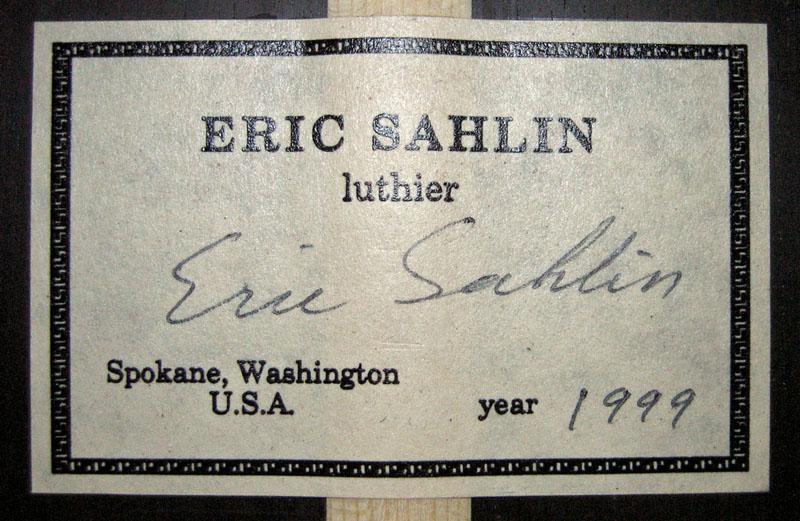 ERIC SAHLIN
luthier
Eric Sahlin
Spokane, Washington
U.S.A.
year 1999